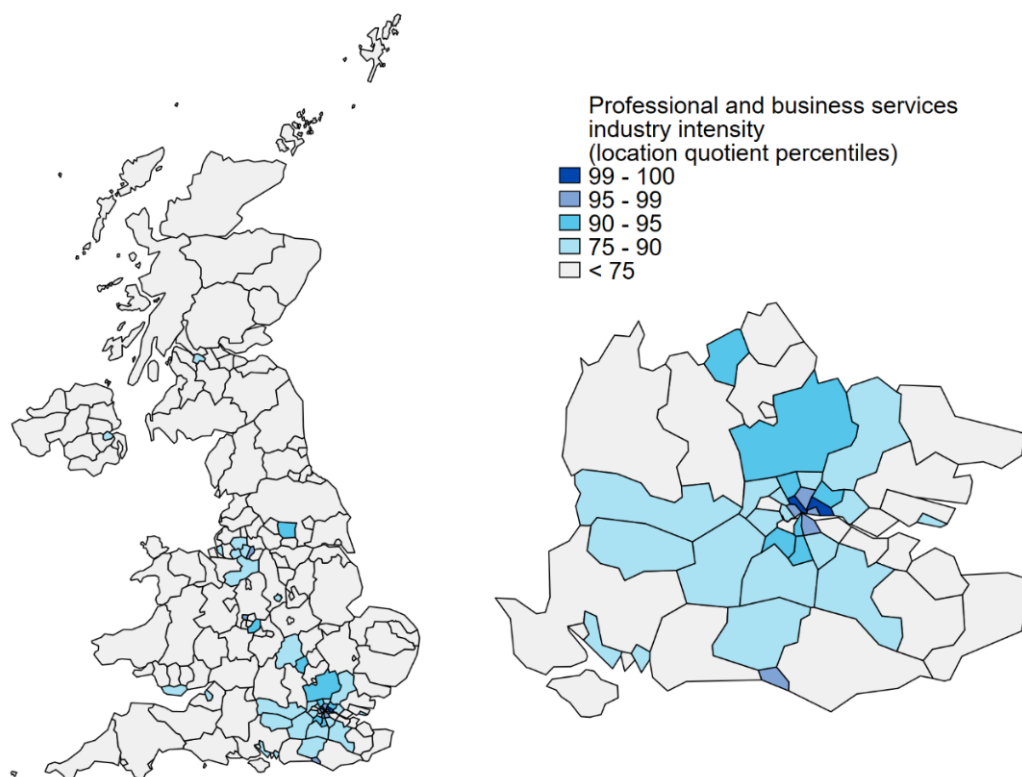 Professional and business services
industry intensity
(location quotient percentiles)
99 - 100
95 - 99
90 - 95
75 - 90
< 75